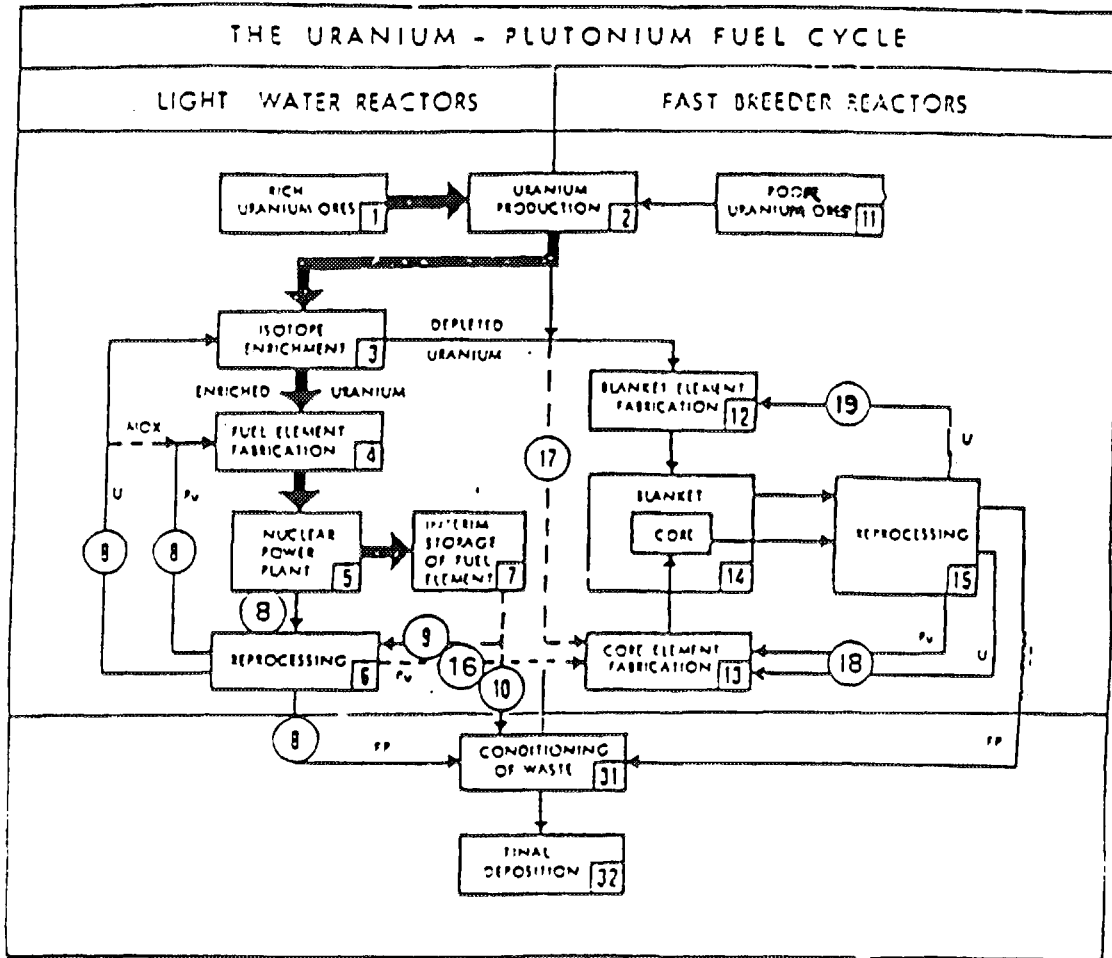 THE URANIUM - PLUTONIUM FUEL CYCLE
LIGHT WATER REACTORS
FAST BREEDER REACTORS
RICH
URANIUM ORES
1
URANIUM
PRODUCTION
2
POOR
URANIUM ORES
11
ISOTOPE
ENRICHMENT
3
DEPLETED
URANIUM
ENRICHED URANIUM
BLANKET ELEMENT
FABRICATION
12
19
MOX
FUEL ELEMENT
FABRICATION
4
17
U
U
Pu
BLANKET
CORE
14
REPROCESSING
15
NUCLEAR
POWER
PLANT
5
INTERIM
STORAGE
OF FUEL
ELEMENT
7
8
8
9
REPROCESSING
6
Pu
16
10
CORE ELEMENT
FABRICATION
13
Pu
18
U
8
FP
CONDITIONING
OF WASTE
31
FP
FINAL
DEPOSITION
32